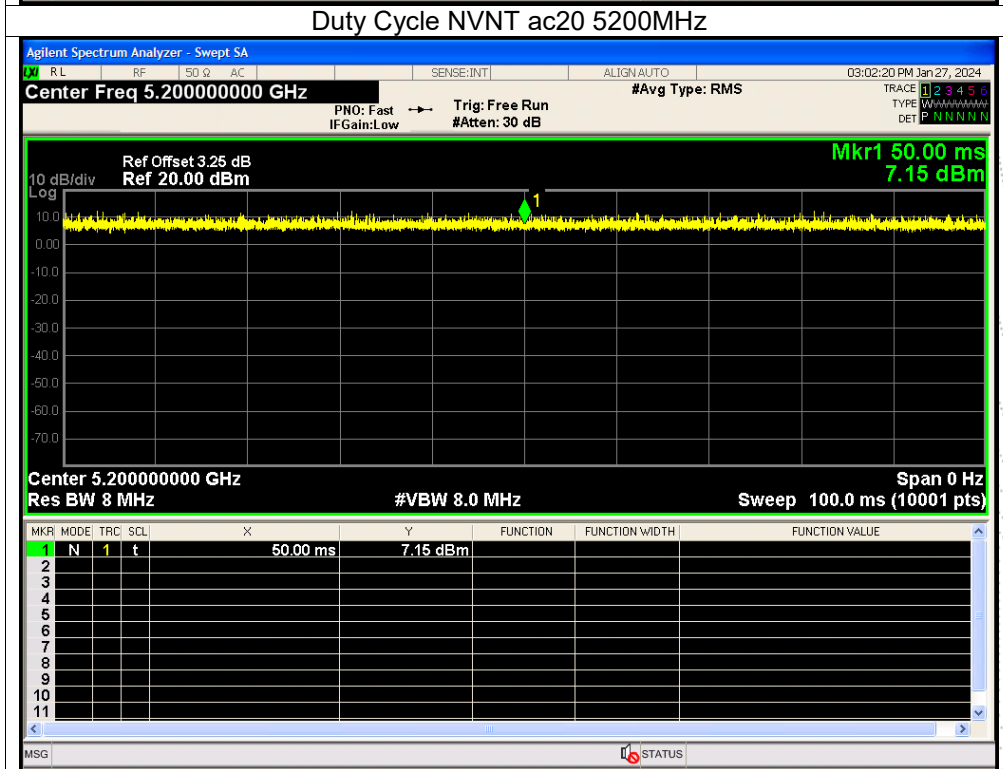 Duty Cycle NVNT ac20 5200MHz
Agilent Spectrum Analyzer - Swept SA
LXI RL RF 50 Ω AC SENSE:INT ALIGN AUTO 03:02:20 PM Jan 27, 2024
Center Freq 5.200000000 GHz #Avg Type: RMS TRACE 1 2 3 4 5 6
PNO: Fast Trig: Free Run TYPE WWWWWW
IFGain:Low #Atten: 30 dB DET P N N N N N
Mkr1 50.00 ms
Ref Offset 3.25 dB
10 dB/div Ref 20.00 dBm 7.15 dBm
Log
1
10.0
0.00
-10.0
-20.0
-30.0
-40.0
-50.0
-60.0
-70.0
Center 5.200000000 GHz Span 0 Hz
Res BW 8 MHz #VBW 8.0 MHz Sweep 100.0 ms (10001 pts)
MKR MODE TRC SCL X Y FUNCTION FUNCTION WIDTH FUNCTION VALUE
1 N 1 t 50.00 ms 7.15 dBm
2
3
4
5
6
7
8
9
10
11
MSG STATUS